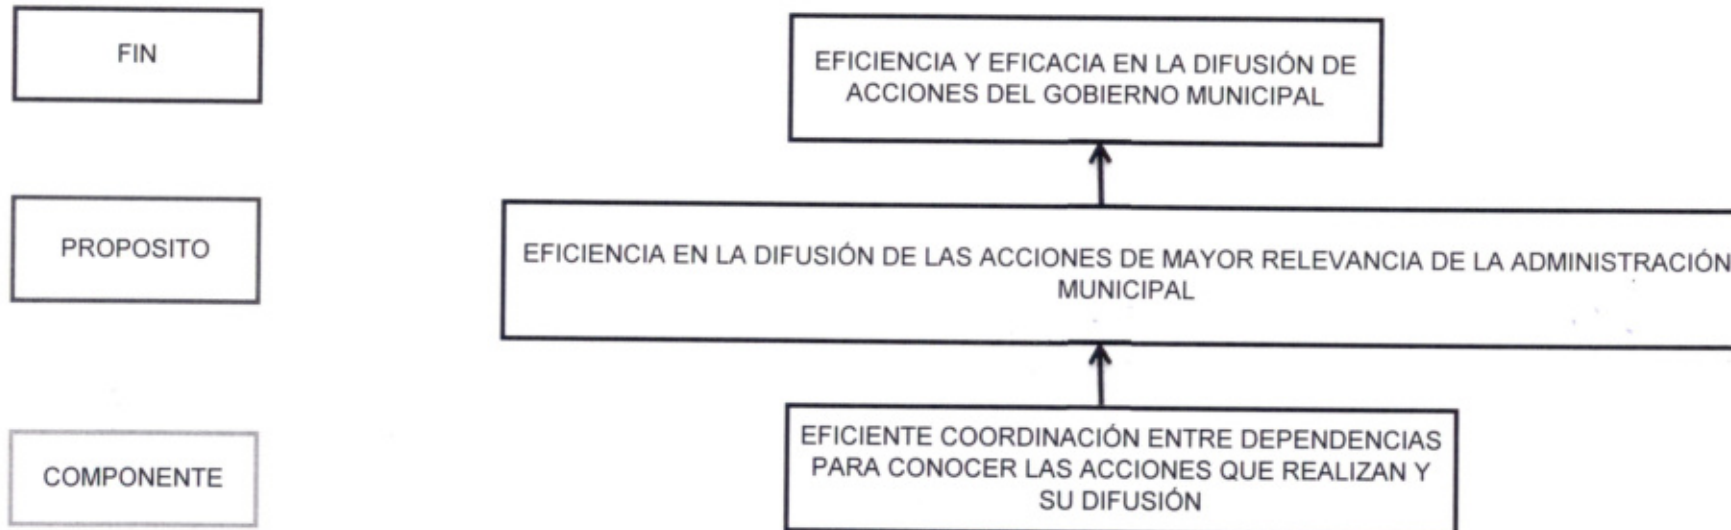 FIN
EFICIENCIA Y EFICACIA EN LA DIFUSIÓN DE
ACCIONES DEL GOBIERNO MUNICIPAL
PROPOSITO
EFICIENCIA EN LA DIFUSIÓN DE LAS ACCIONES DE MAYOR RELEVANCIA DE LA ADMINISTRACIÓN
MUNICIPAL
COMPONENTE
EFICIENTE COORDINACIÓN ENTRE DEPENDENCIAS
PARA CONOCER LAS ACCIONES QUE REALIZAN Y
SU DIFUSIÓN